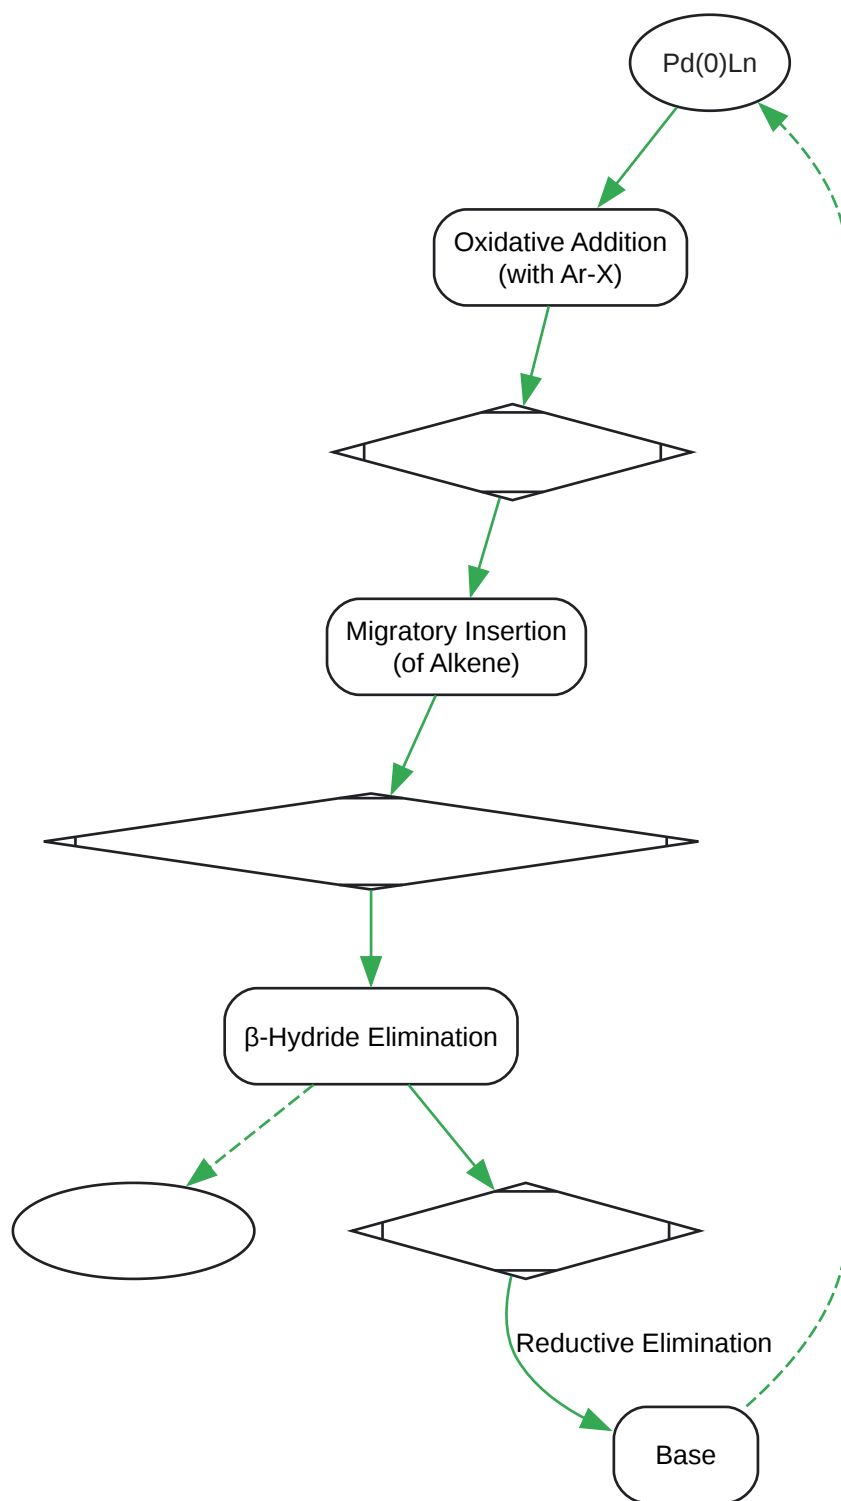 Pd(0)Ln
Oxidative Addition
(with Ar-X)
Migratory Insertion
(of Alkene)
β-Hydride Elimination
Reductive Elimination
Base